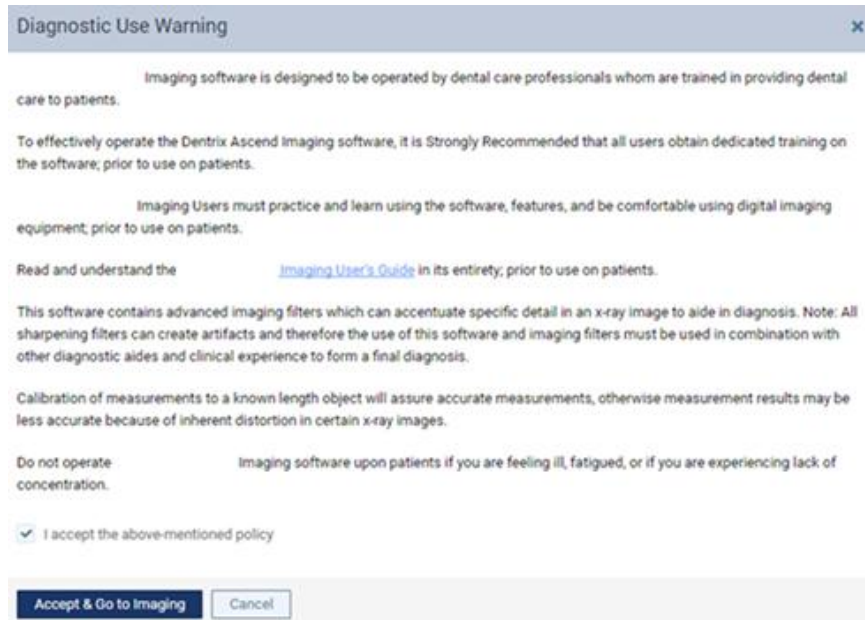 Diagnostic Use Warning
Imaging software is designed to be operated by dental care professionals whom are trained in providing dental
care to patients.
To effectively operate the Dentrix Ascend Imaging software, it is Strongly Recommended that all users obtain dedicated training on
the software; prior to use on patients.
Imaging Users must practice and learn using the software, features, and be comfortable using digital imaging
equipment; prior to use on patients.
Read and understand the Imaging User's Guide in its entirety; prior to use on patients.
This software contains advanced imaging filters which can accentuate specific detail in an x-ray image to aide in diagnosis. Note: All
sharpening filters can create artifacts and therefore the use of this software and imaging filters must be used in combination with
other diagnostic aides and clinical experience to form a final diagnosis.
Calibration of measurements to a known length object will assure accurate measurements, otherwise measurement results may be
less accurate because of inherent distortion in certain x-ray images.
Do not operate Imaging software upon patients if you are feeling ill, fatigued, or if you are experiencing lack of
concentration.
I accept the above-mentioned policy
Accept & Go to Imaging Cancel